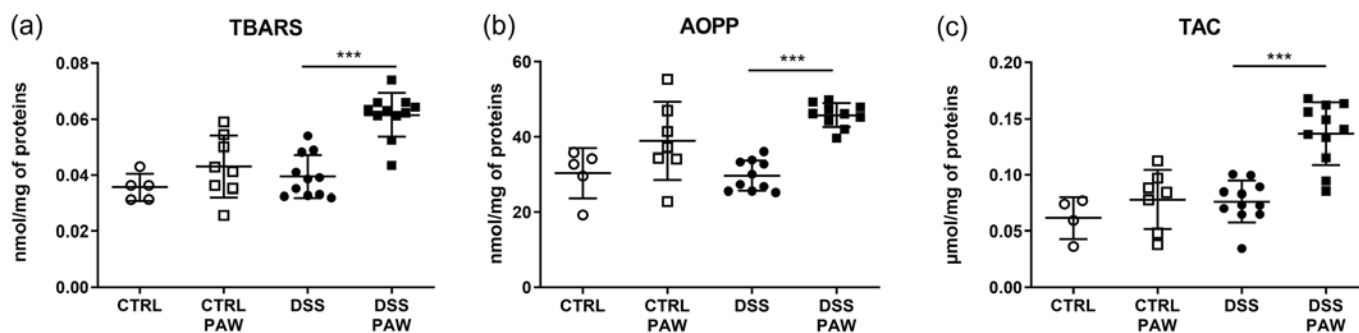 (a)
TBARS
***
nmol/mg of proteins
0.08
0.06
0.04
0.02
0.00
CTRL
CTRL
PAW
DSS
DSS
PAW
(b)
AOPP
***
nmol/mg of proteins
60
40
20
0
CTRL
CTRL
PAW
DSS
DSS
PAW
(c)
TAC
***
µmol/mg of proteins
0.20
0.15
0.10
0.05
0.00
CTRL
CTRL
PAW
DSS
DSS
PAW